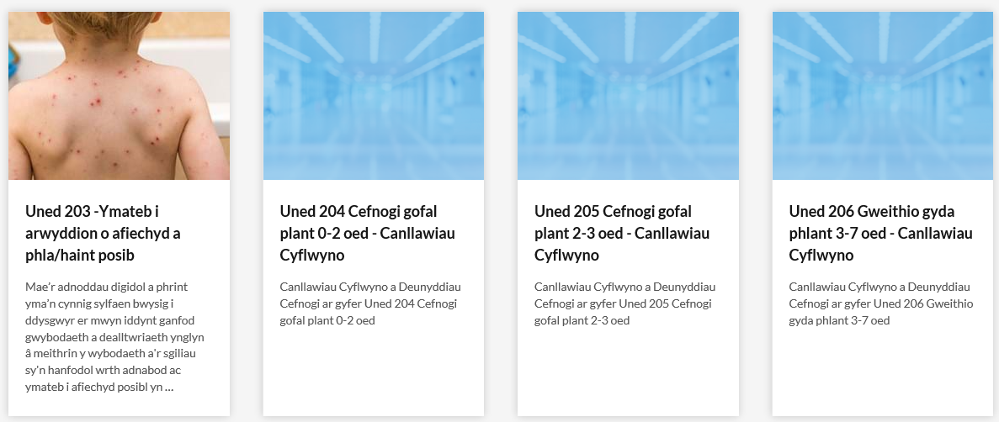 Uned 203 -Ymateb i
arwyddion o afiechyd a
phla/haint posib
Mae'r adnoddau digidol a phrint
yma'n cynnig sylfaen bwysig i
ddysgwyr er mwyn iddynt ganfod
gwybodaeth a dealltwriaeth ynglyn
â meithrin y wybodaeth a'r sgiliau
sy'n hanfodol wrth adnabod ac
ymateb i afiechyd posibl yn ...
Uned 204 Cefnogi gofal
plant 0-2 oed - Canllawiau
Cyflwyno
Canllawiau Cyflwyno a Deunyddiau
Cefnogi ar gyfer Uned 204 Cefnogi
gofal plant 0-2 oed
Uned 205 Cefnogi gofal
plant 2-3 oed - Canllawiau
Cyflwyno
Canllawiau Cyflwyno a Deunyddiau
Cefnogi ar gyfer Uned 205 Cefnogi
gofal plant 2-3 oed
Uned 206 Gweithio gyda
phlant 3-7 oed - Canllawiau
Cyflwyno
Canllawiau Cyflwyno a Deunyddiau
Cefnogi ar gyfer Uned 206 Gweithio
gyda phlant 3-7 oed